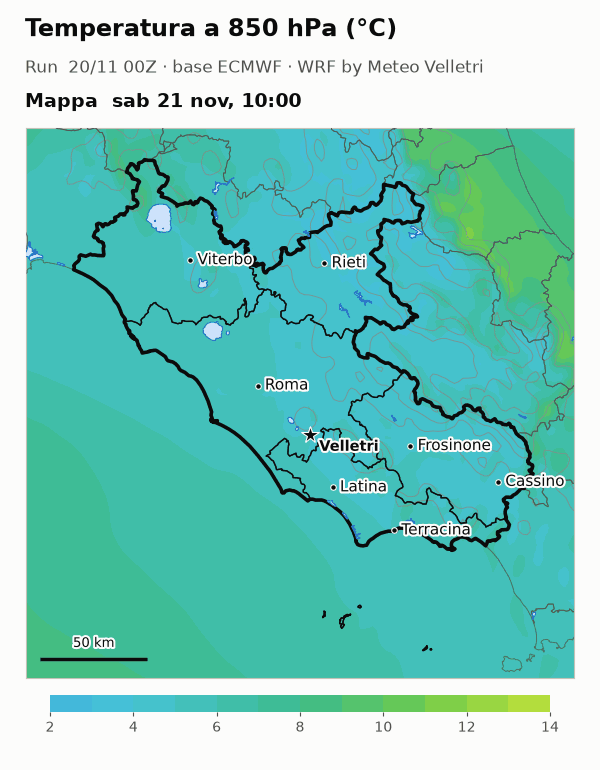 Temperatura a 850 hPa (°C)
Run  20/11 00Z · base ECMWF · WRF by Meteo Velletri
Mappa  sab 21 nov, 10:00
Viterbo
Rieti
Roma
Velletri
Frosinone
Cassino
Latina
Terracina
50 km
2 4 6 8 10 12 14